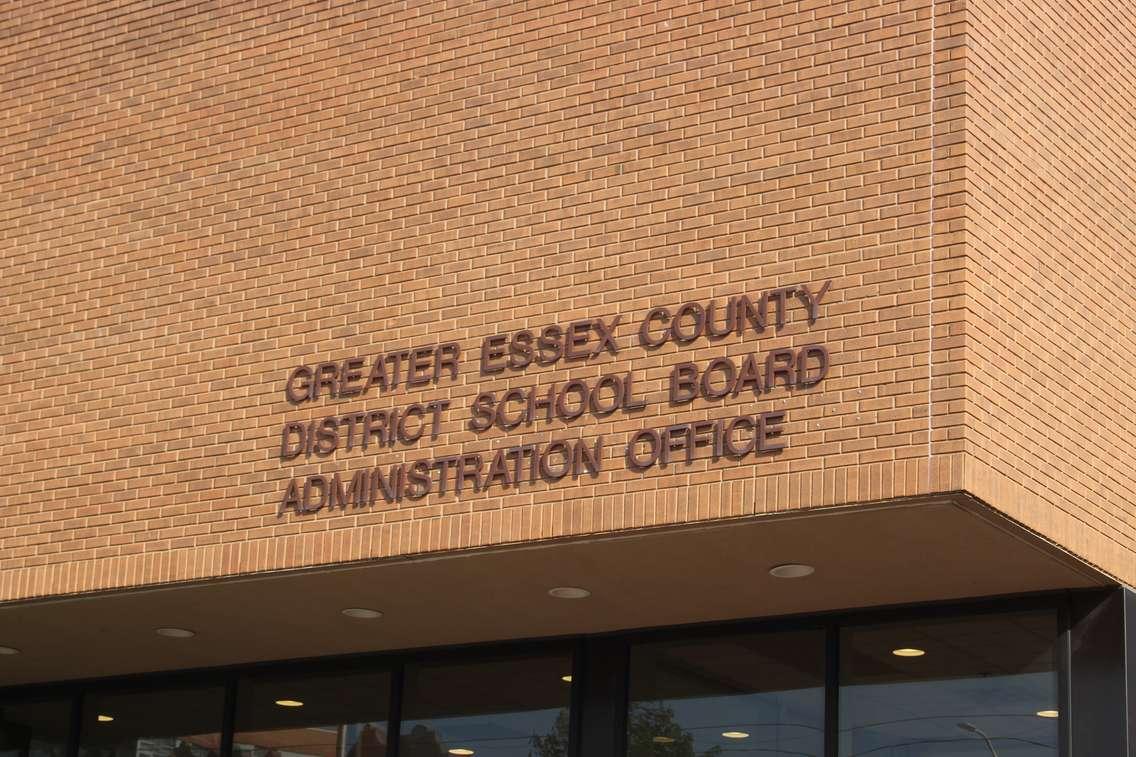 GREATER ESSEX COUNTY
DISTRICT SCHOOL BOARD
ADMINISTRATION OFFICE